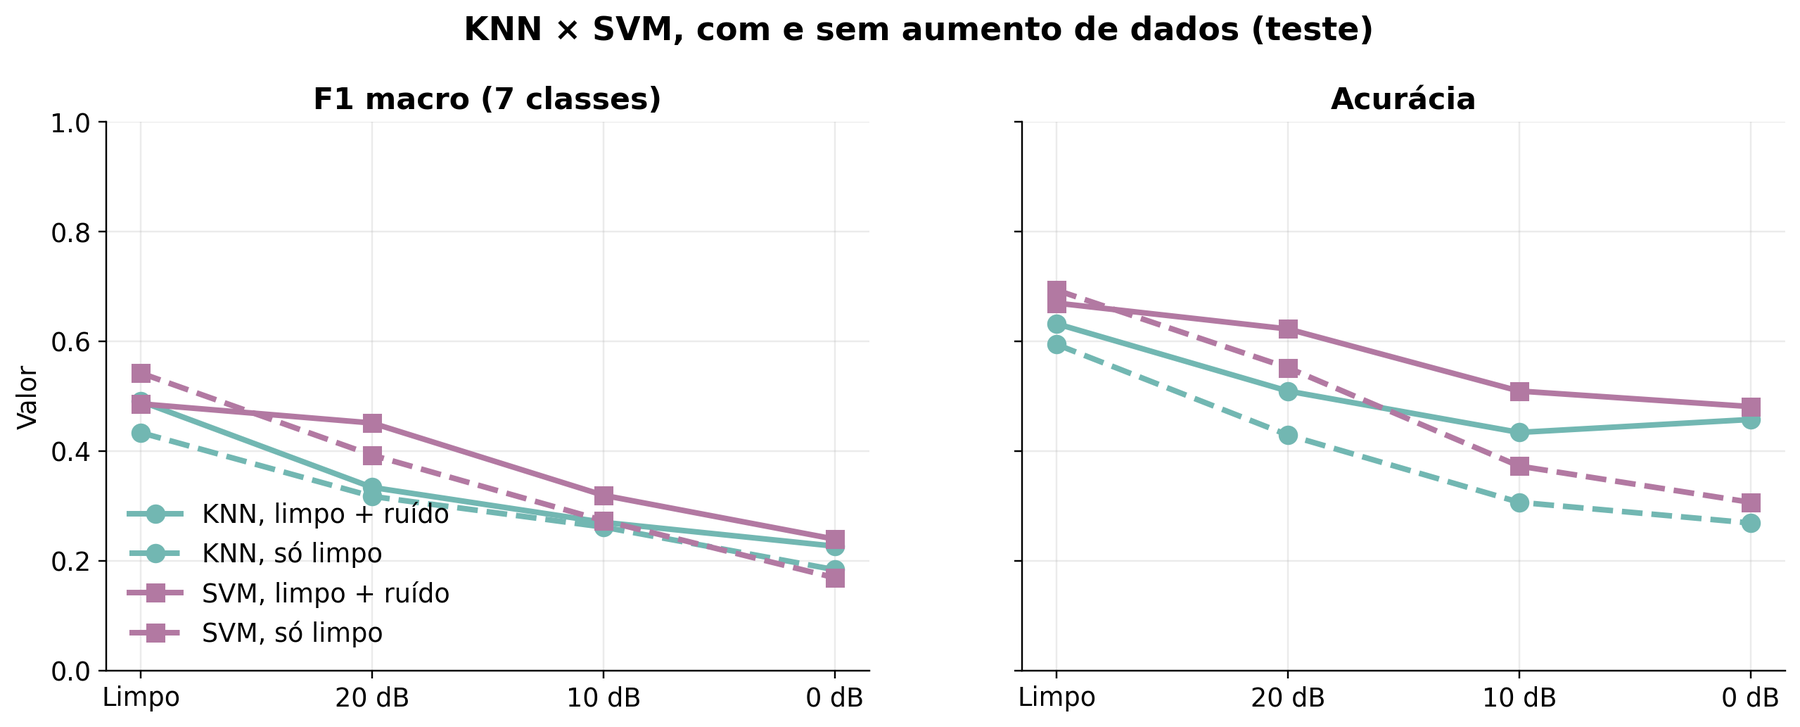 KNN × SVM, com e sem aumento de dados (teste)
F1 macro (7 classes)
Valor
1.0
0.8
0.6
0.4
0.2
0.0
KNN, limpo + ruído
KNN, só limpo
SVM, limpo + ruído
SVM, só limpo
Limpo 20 dB 10 dB 0 dB
Acurácia
Limpo 20 dB 10 dB 0 dB